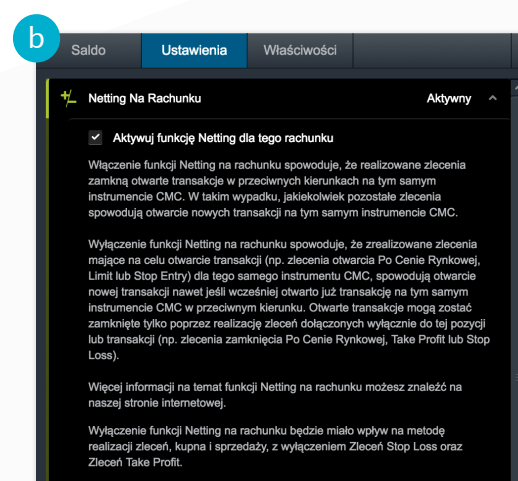 b
Saldo Ustawienia Właściwości
Netting Na Rachunku Aktywny
Aktywuj funkcję Netting dla tego rachunku
Włączenie funkcji Netting na rachunku spowoduje, że realizowane zlecenia
zamkną otwarte transakcje w przeciwnych kierunkach na tym samym
instrumencie CMC. W takim wypadku, jakiekolwiek pozostałe zlecenia
spowodują otwarcie nowych transakcji na tym samym instrumencie CMC.
Wyłączenie funkcji Netting na rachunku spowoduje, że zrealizowane zlecenia
mające na celu otwarcie transakcji (np. zlecenia otwarcia Po Cenie Rynkowej,
Limit lub Stop Entry) dla tego samego instrumentu CMC, spowodują otwarcie
nowej transakcji nawet jeśli wcześniej otwarto już transakcję na tym samym
instrumencie CMC w przeciwnym kierunku. Otwarte transakcje mogą zostać
zamknięte tylko poprzez realizację zleceń dołączonych wyłącznie do tej pozycji
lub transakcji (np. zlecenia zamknięcia Po Cenie Rynkowej, Take Profit lub Stop
Loss).
Więcej informacji na temat funkcji Netting na rachunku możesz znaleźć na
naszej stronie internetowej.
Wyłączenie funkcji Netting na rachunku będzie miało wpływ na metodę
realizacji zleceń, kupna i sprzedaży, z wyłączeniem Zleceń Stop Loss oraz
Zleceń Take Profit.